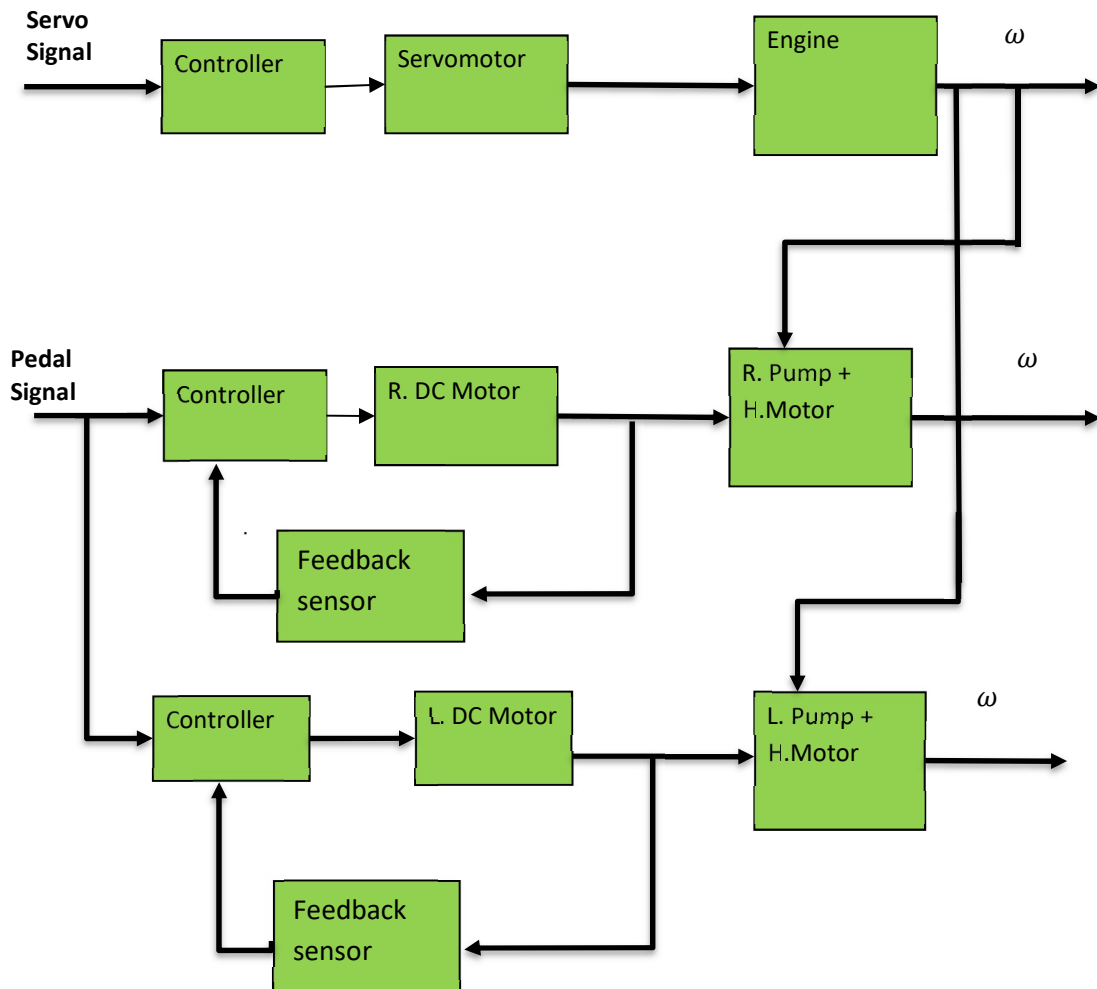 Servo
Signal
Controller
Servomotor
Engine
𝜔
Pedal
Signal
Controller
R. DC Motor
R. Pump +
H.Motor
𝜔
Feedback
sensor
Controller
L. DC Motor
L. Pump +
H.Motor
𝜔
Feedback
sensor